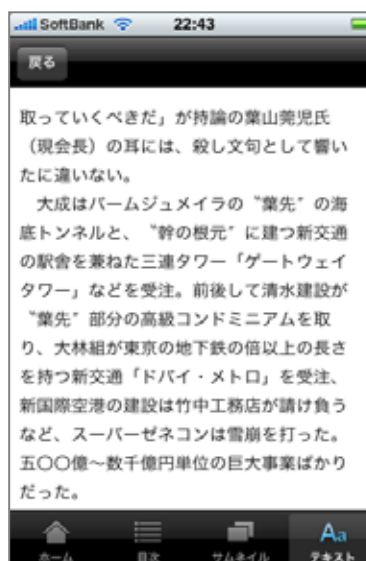 SoftBank 22:43
戻る
取っていくべきだ」が持論の葉山莞児氏
（現会長）の耳には、殺し文句として響い
たに違いない。
大成はパームジュメイラの〝葉先〟の海
底トンネルと、〝幹の根元〟に建つ新交通
の駅舎を兼ねた三連タワー「ゲートウェイ
タワー」などを受注。前後して清水建設が
〝葉先〟部分の高級コンドミニアムを取
り、大林組が東京の地下鉄の倍以上の長さ
を持つ新交通「ドバイ・メトロ」を受注、
新国際空港の建設は竹中工務店が請け負う
など、スーパーゼネコンは雪崩を打った。
五〇〇億～数千億円単位の巨大事業ばかり
だった。
Aa
ホーム 目次 サムネイル テキスト